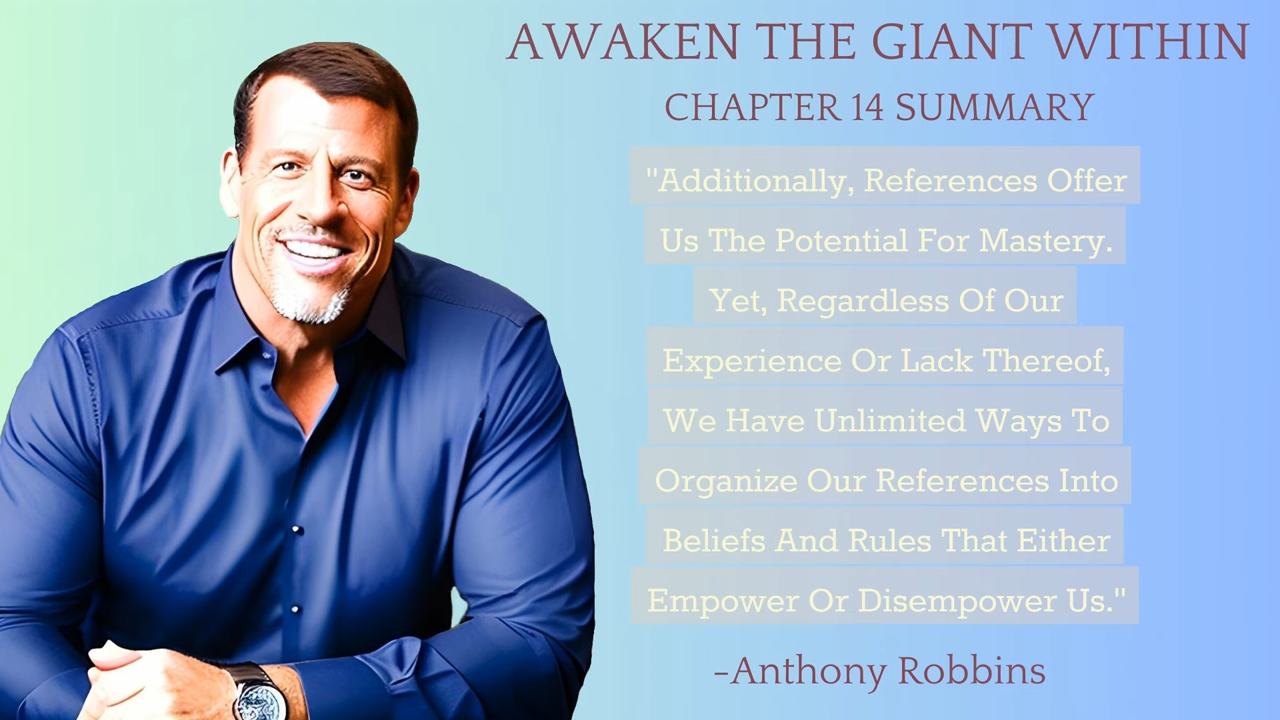 AWAKEN THE GIANT WITHIN
CHAPTER 14 SUMMARY
"Additionally, References Offer
Us The Potential For Mastery.
Yet, Regardless Of Our
Experience Or Lack Thereof,
We Have Unlimited Ways To
Organize Our References Into
Beliefs And Rules That Either
Empower Or Disempower Us."
–Anthony Robbins